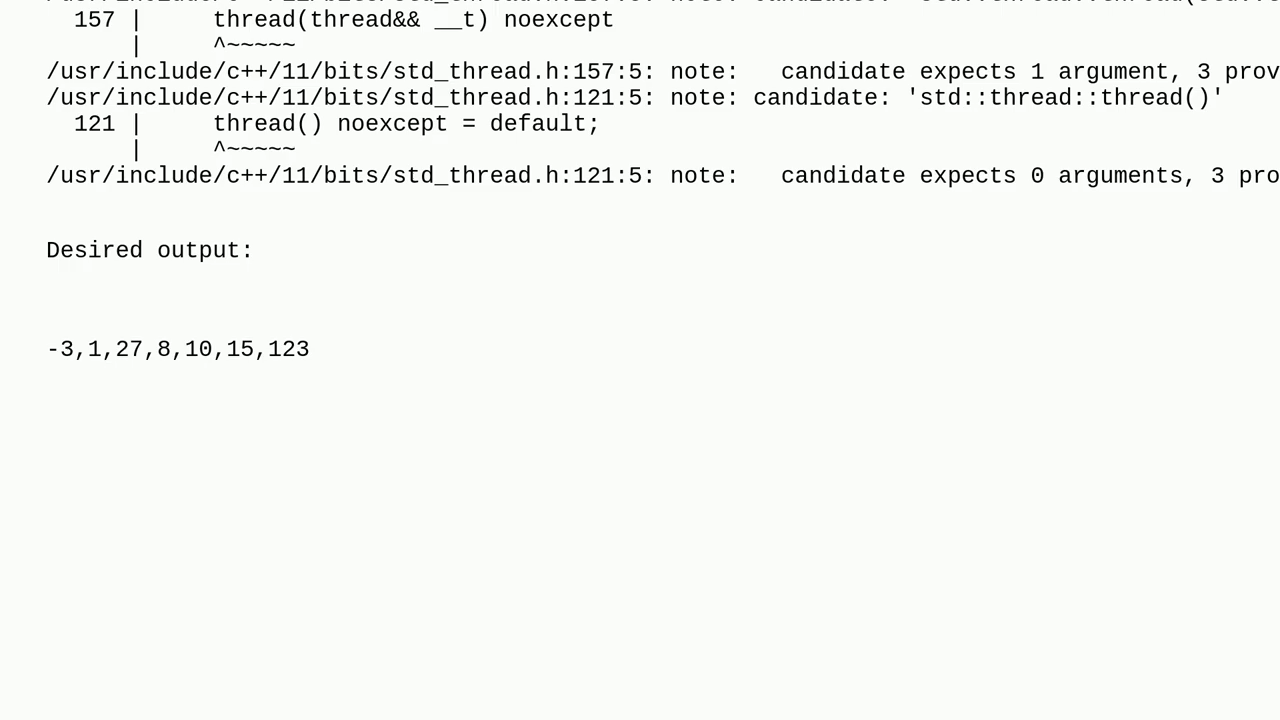 157 |     thread(thread&& __t) noexcept
|     ^~~~~~
/usr/include/c++/11/bits/std_thread.h:157:5: note:   candidate expects 1 argument, 3 prov
/usr/include/c++/11/bits/std_thread.h:121:5: note: candidate: 'std::thread::thread()'
121 |     thread() noexcept = default;
|     ^~~~~~
/usr/include/c++/11/bits/std_thread.h:121:5: note:   candidate expects 0 arguments, 3 pro
Desired output:
-3,1,27,8,10,15,123